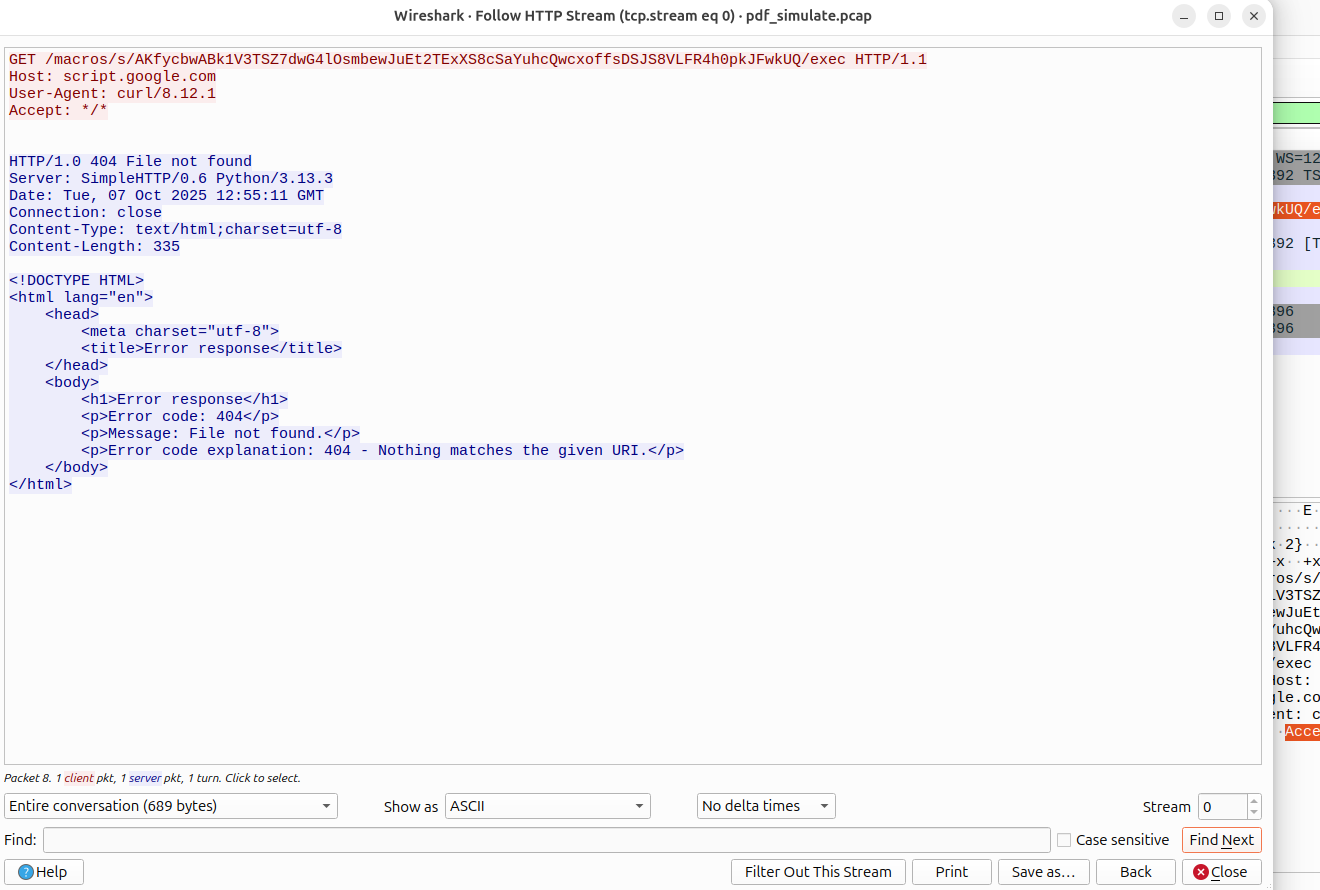 Wireshark · Follow HTTP Stream (tcp.stream eq 0) · pdf_simulate.pcap
GET /macros/s/AKfycbwABk1V3TSZ7dwG4lOsmbewJuEt2TExXS8cSaYuhcQwcxoffsDSJS8VLFR4h0pkJFwkUQ/exec HTTP/1.1
Host: script.google.com
User-Agent: curl/8.12.1
Accept: */*
HTTP/1.0 404 File not found
Server: SimpleHTTP/0.6 Python/3.13.3
Date: Tue, 07 Oct 2025 12:55:11 GMT
Connection: close
Content-Type: text/html;charset=utf-8
Content-Length: 335
<!DOCTYPE HTML>
<html lang="en">
    <head>
        <meta charset="utf-8">
        <title>Error response</title>
    </head>
    <body>
        <h1>Error response</h1>
        <p>Error code: 404</p>
        <p>Message: File not found.</p>
        <p>Error code explanation: 404 - Nothing matches the given URI.</p>
    </body>
</html>
WS=12
392 TS
wkUQ/e
392 [T
396
396
···E·
2}··
+x
ros/s/
V3TSZ
ewJuEt
YuhcQw
8VLFR4
/exec
Host:
gle.co
ent: c
Acce
Packet 8. 1 client pkt, 1 server pkt, 1 turn. Click to select.
Entire conversation (689 bytes) Show as ASCII No delta times Stream 0
Find: Case sensitive Find Next
Help Filter Out This Stream Print Save as… Back Close